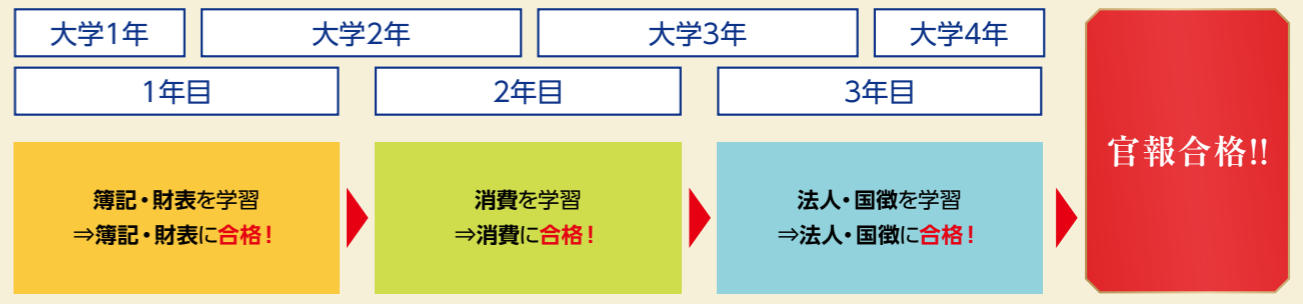 大学1年
大学2年
大学3年
大学4年
1年目
2年目
3年目
簿記・財表を学習
⇒簿記・財表に合格!
消費を学習
⇒消費に合格!
法人・国徴を学習
⇒法人・国徴に合格!
官報合格!!